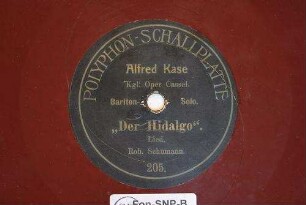 POLYPHON-SCHALLPLATTE
Alfred Kase
Kgl. Oper Cassel.
Bariton Solo.
„Der Hidalgo".
Lied,
Rob. Schumann.
205.
Fon-SNP-B